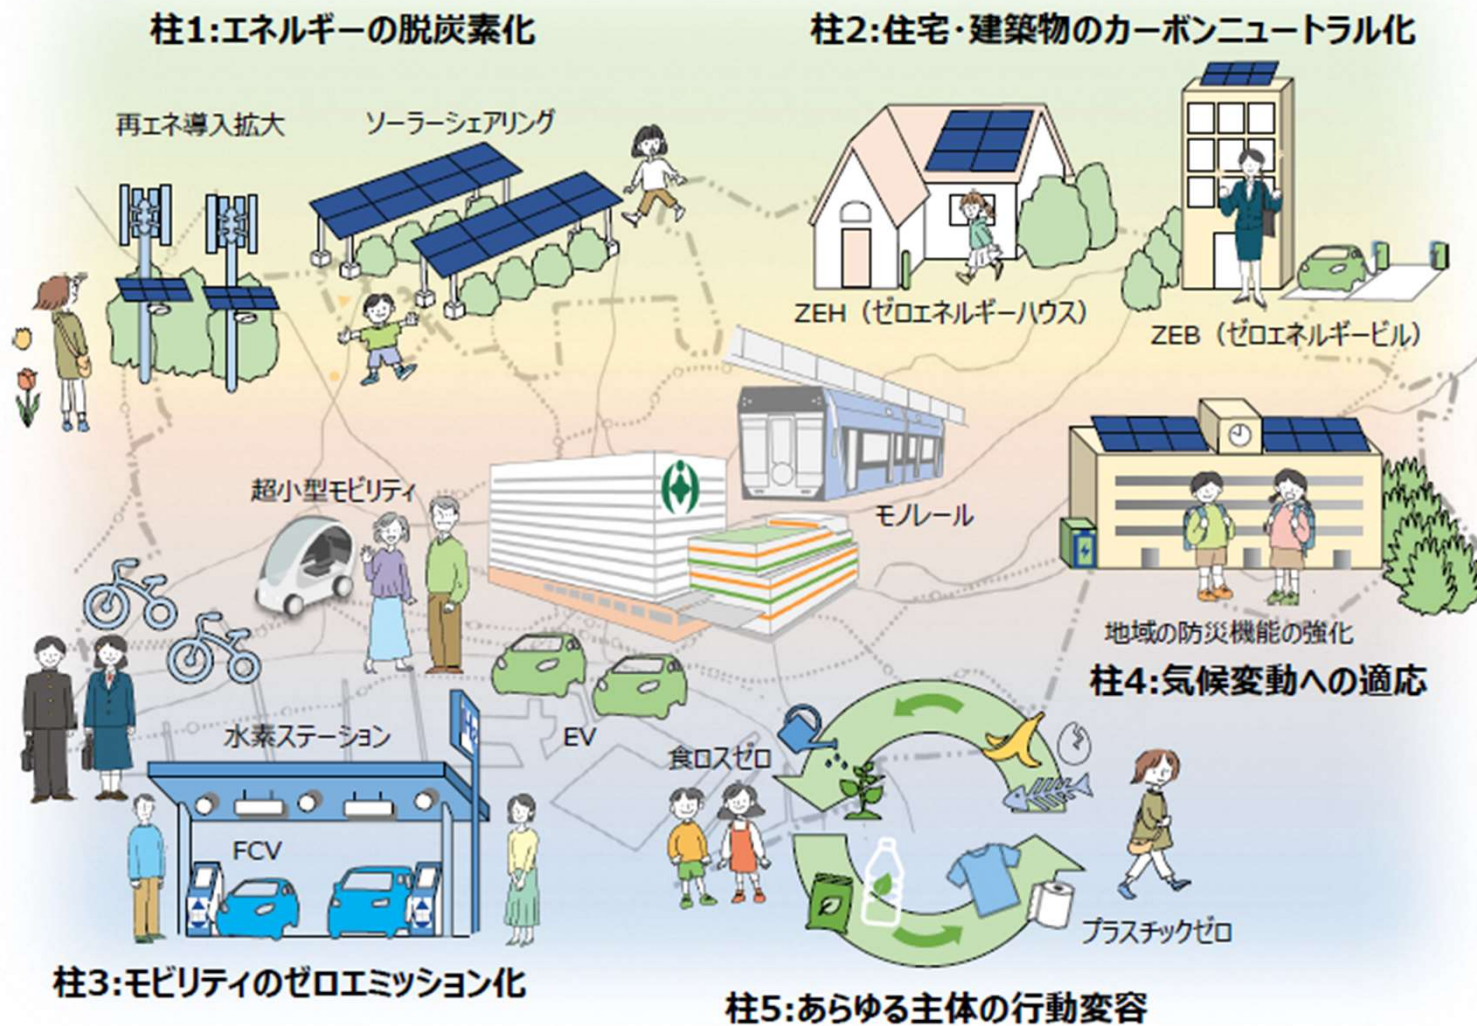 柱1:エネルギーの脱炭素化
柱2:住宅・建築物のカーボンニュートラル化
再エネ導入拡大
ソーラーシェアリング
ZEH（ゼロエネルギーハウス）
ZEB（ゼロエネルギービル）
超小型モビリティ
モノレール
地域の防災機能の強化
柱4:気候変動への適応
水素ステーション
H2
EV
FCV
食ロスゼロ
プラスチックゼロ
柱3:モビリティのゼロエミッション化
柱5:あらゆる主体の行動変容